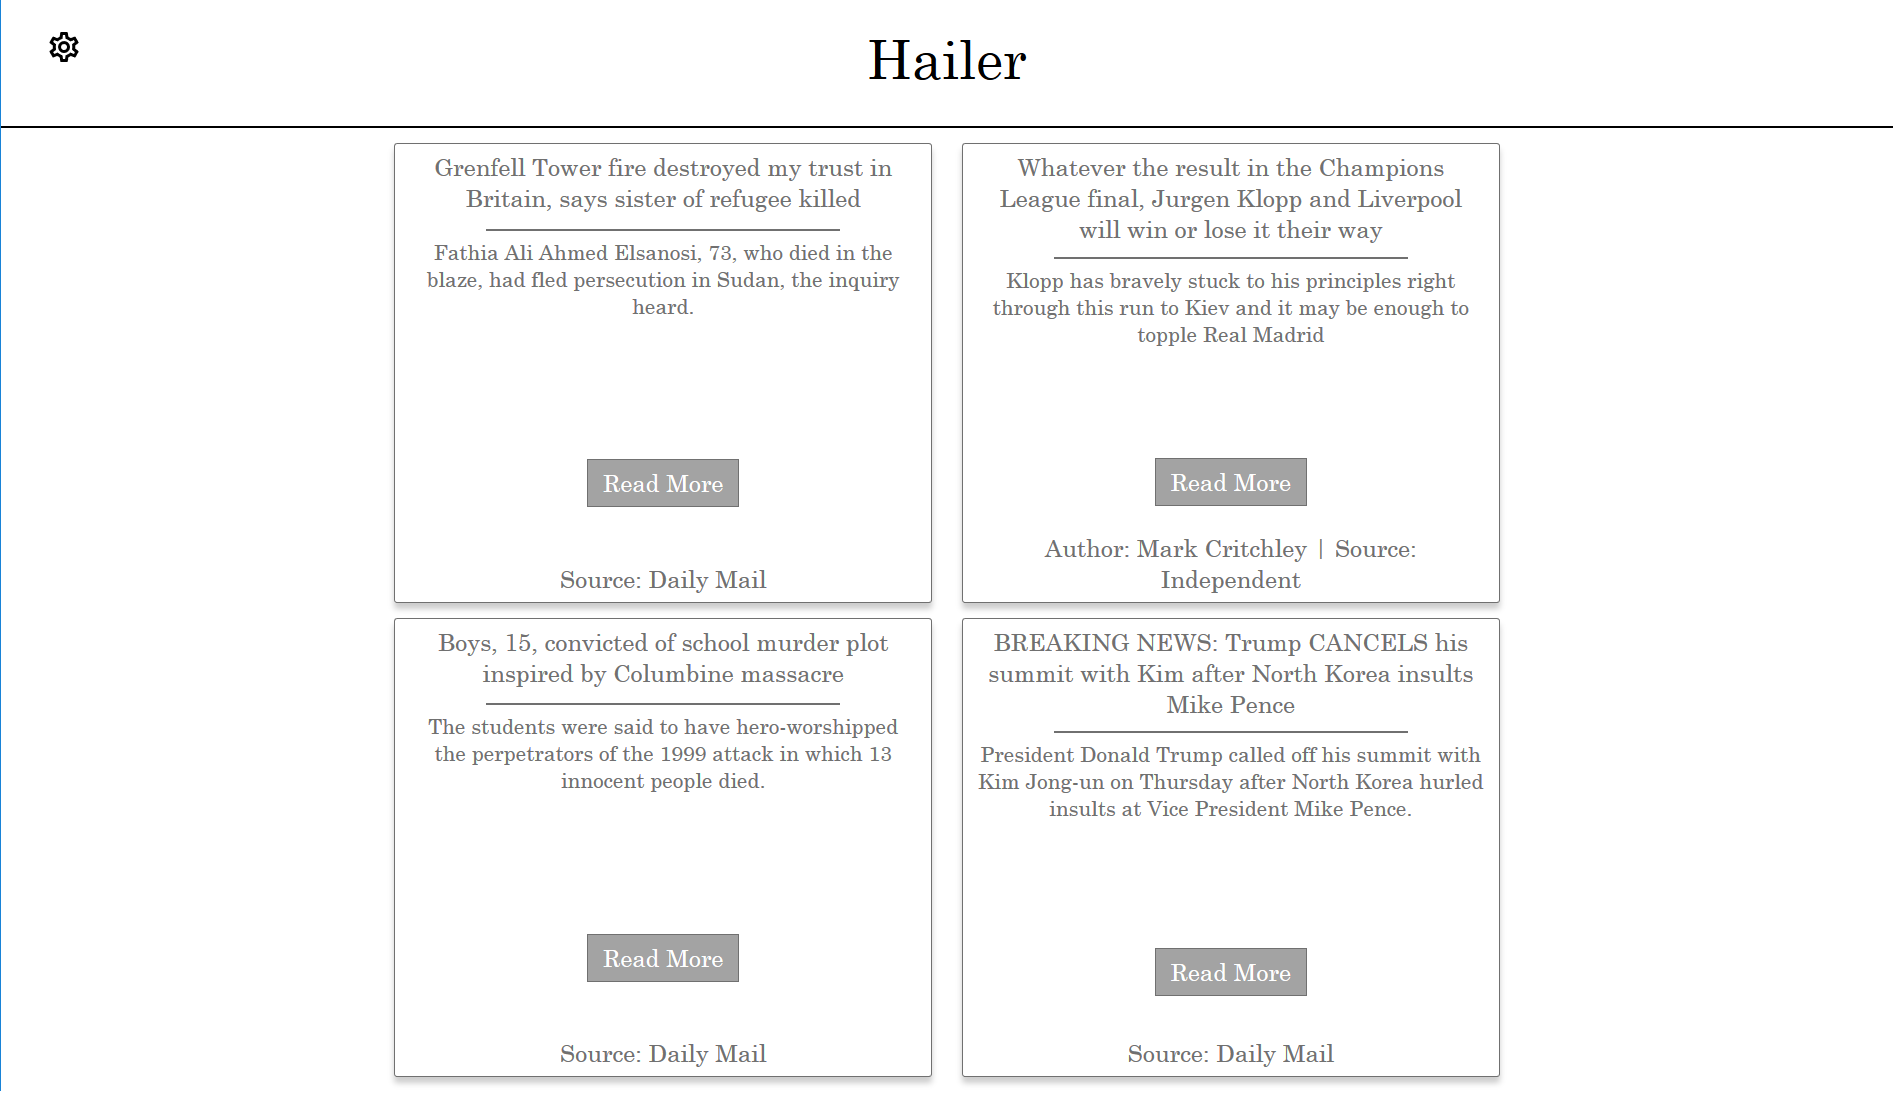 Hailer
Grenfell Tower fire destroyed my trust in
Britain, says sister of refugee killed
Fathia Ali Ahmed Elsanosi, 73, who died in the
blaze, had fled persecution in Sudan, the inquiry
heard.
Read More
Source: Daily Mail
Whatever the result in the Champions
League final, Jurgen Klopp and Liverpool
will win or lose it their way
Klopp has bravely stuck to his principles right
through this run to Kiev and it may be enough to
topple Real Madrid
Read More
Author: Mark Critchley | Source:
Independent
Boys, 15, convicted of school murder plot
inspired by Columbine massacre
The students were said to have hero-worshipped
the perpetrators of the 1999 attack in which 13
innocent people died.
Read More
Source: Daily Mail
BREAKING NEWS: Trump CANCELS his
summit with Kim after North Korea insults
Mike Pence
President Donald Trump called off his summit with
Kim Jong-un on Thursday after North Korea hurled
insults at Vice President Mike Pence.
Read More
Source: Daily Mail